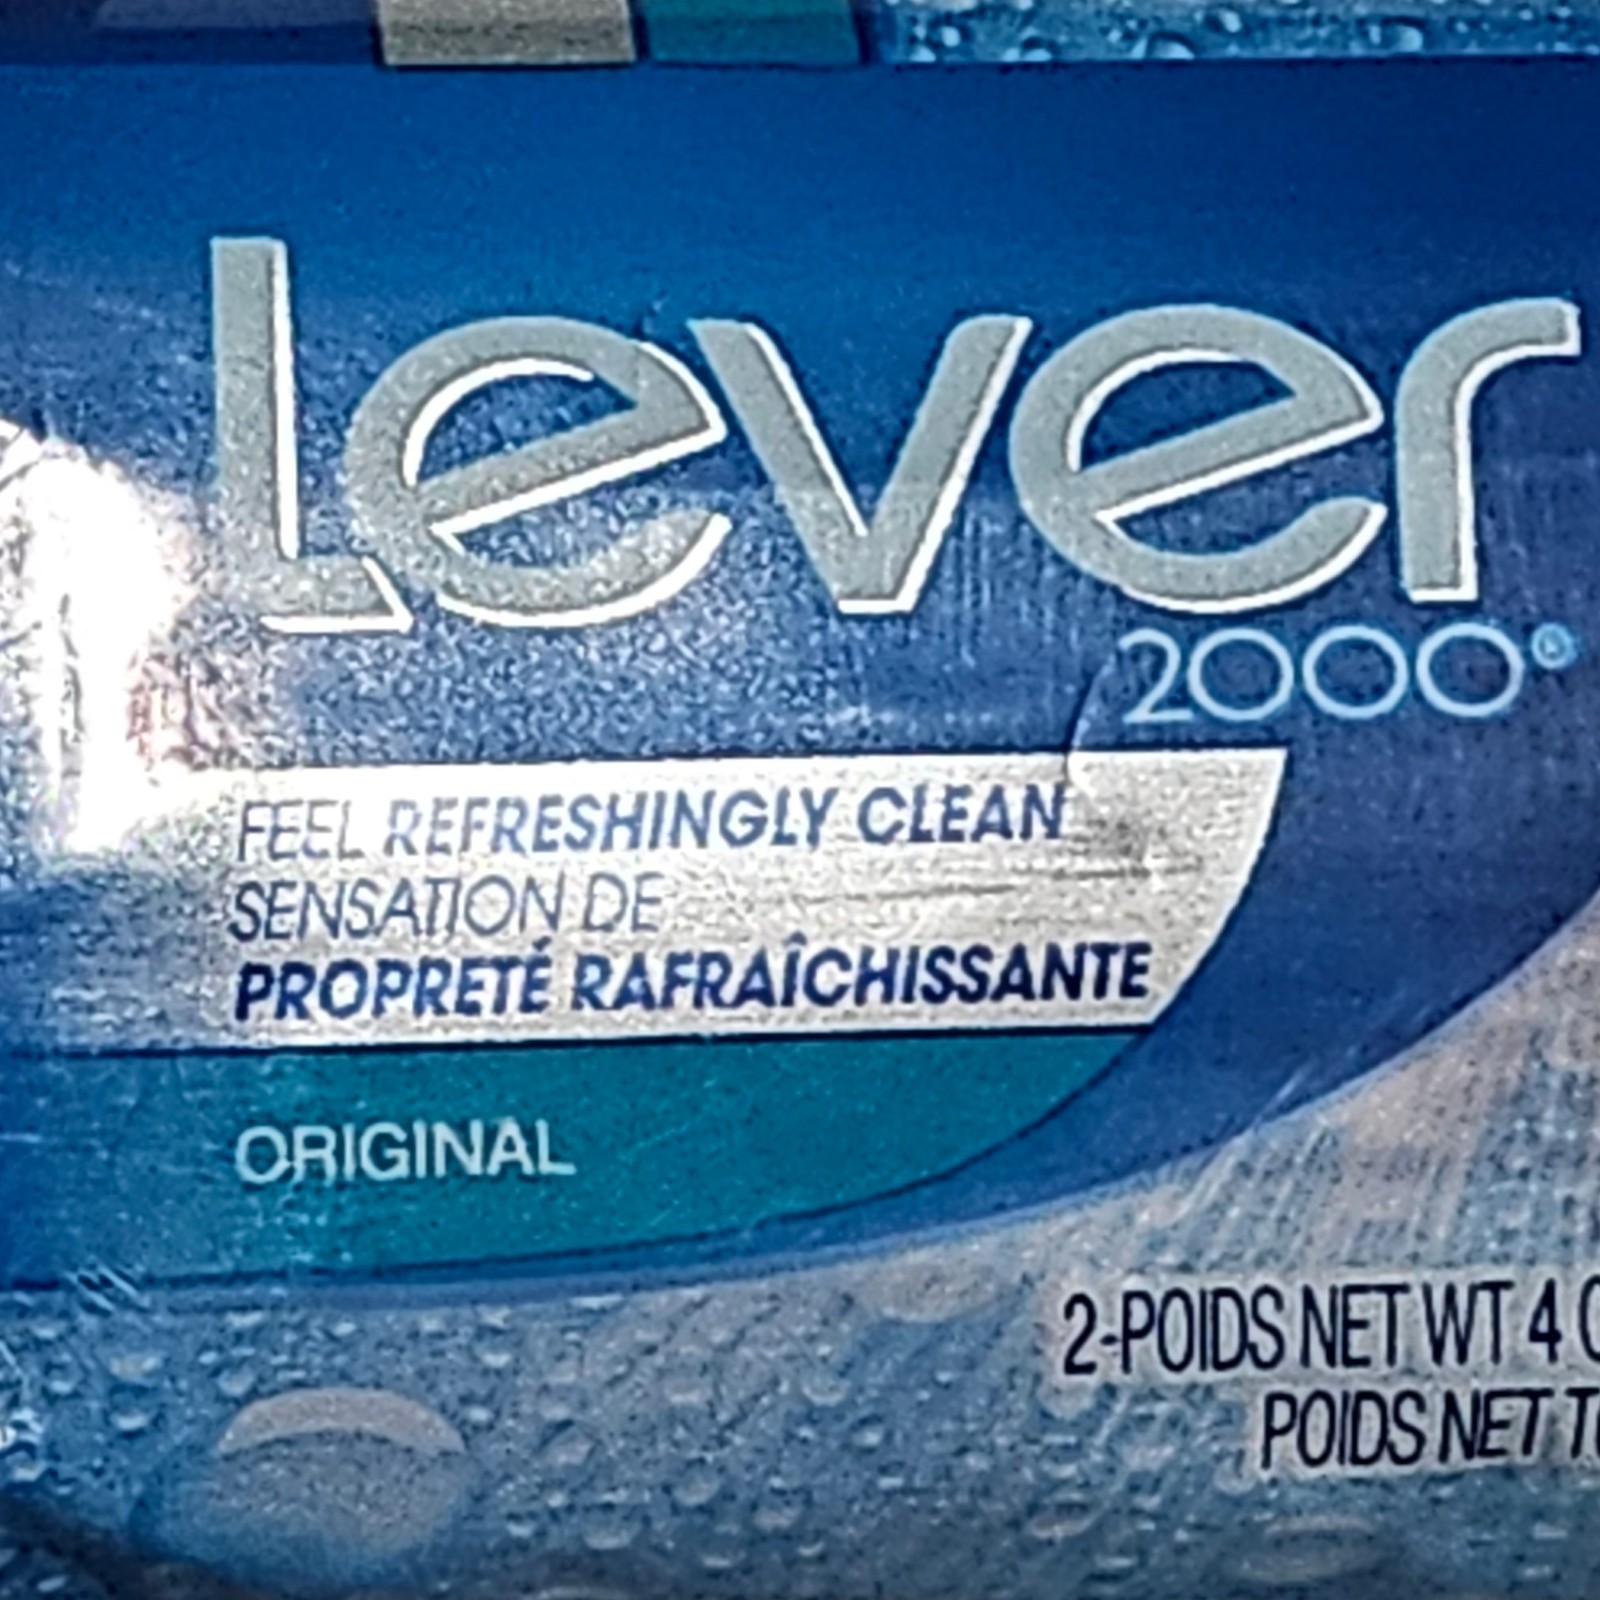 Lever
2000®
FEEL REFRESHINGLY CLEAN
SENSATION DE
PROPRETÉ RAFRAÎCHISSANTE
ORIGINAL
2-POIDS NET WT 4
POIDS NET